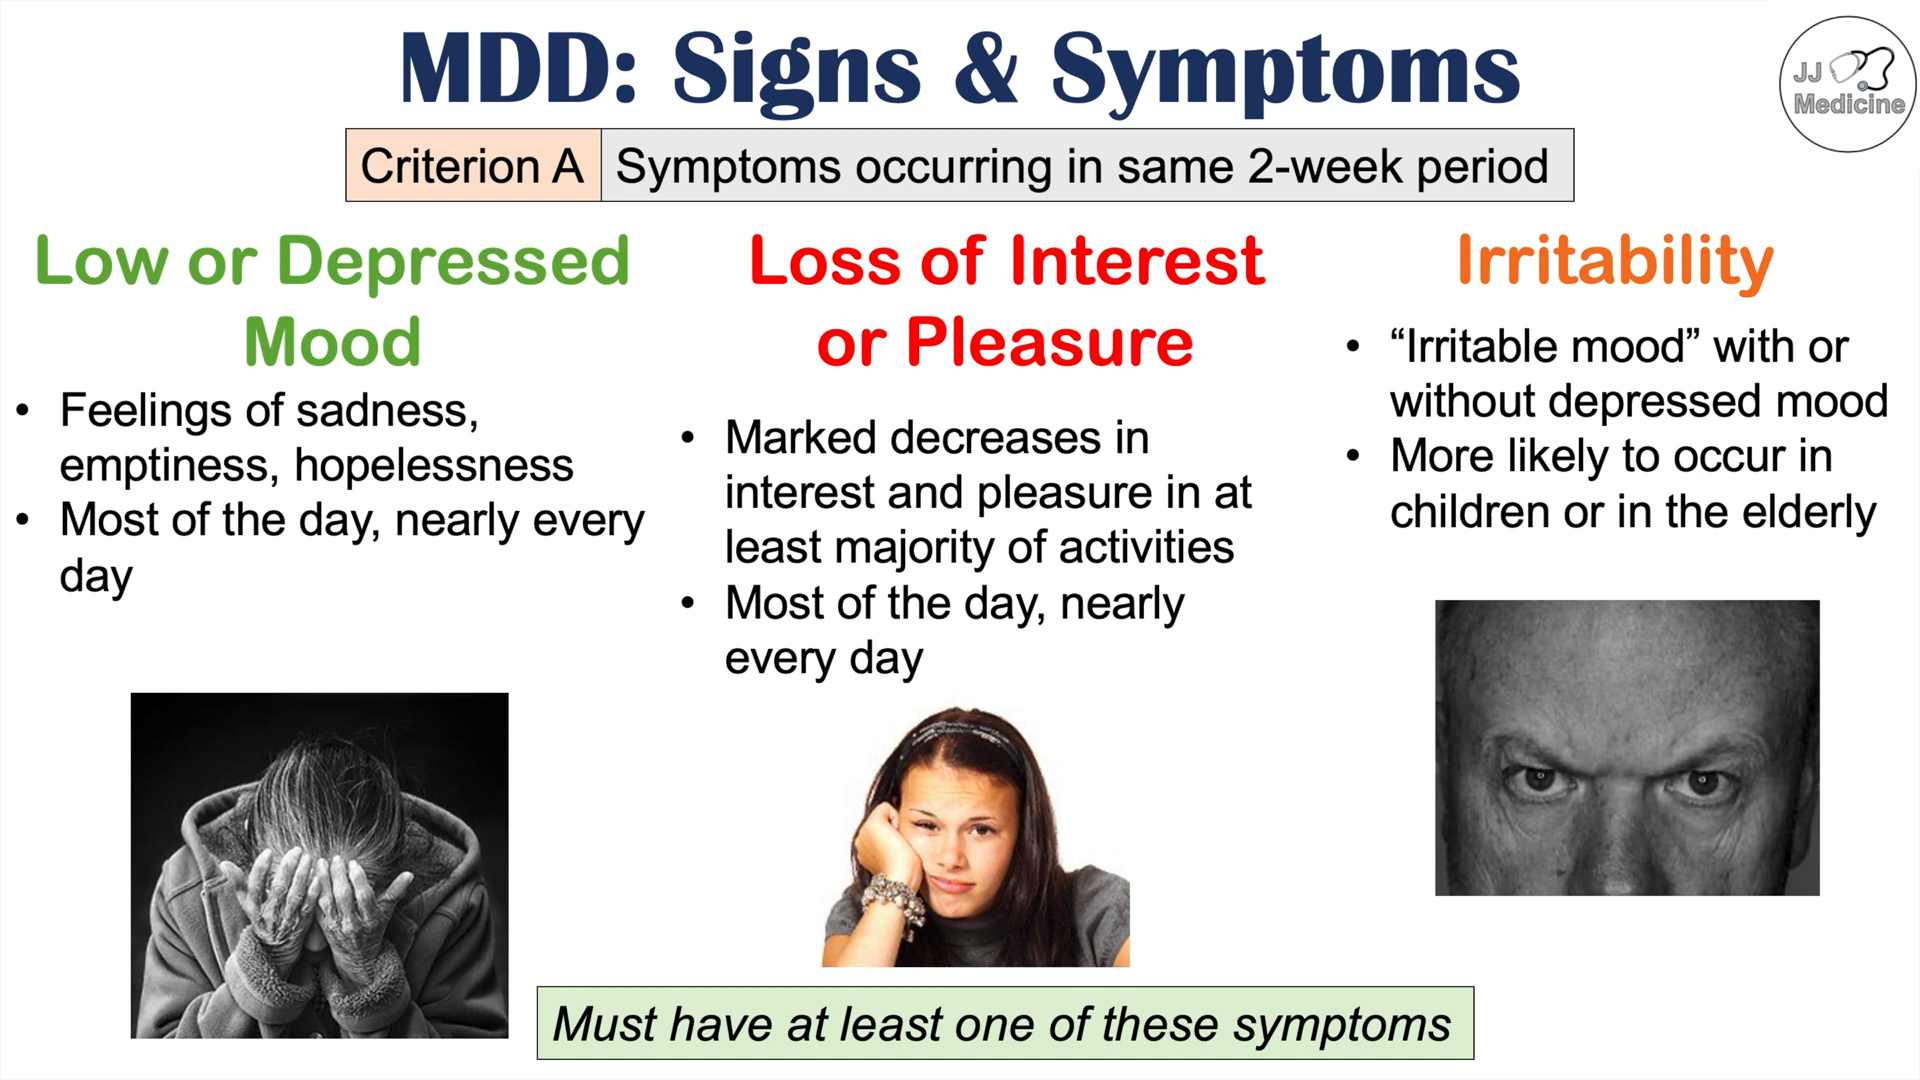 MDD: Signs & Symptoms
JJ
Medicine
Criterion A
Symptoms occurring in same 2-week period
Low or Depressed
Mood
• Feelings of sadness,
emptiness, hopelessness
• Most of the day, nearly every
day
Loss of Interest
or Pleasure
• Marked decreases in
interest and pleasure in at
least majority of activities
• Most of the day, nearly
every day
Irritability
• “Irritable mood” with or
without depressed mood
• More likely to occur in
children or in the elderly
Must have at least one of these symptoms